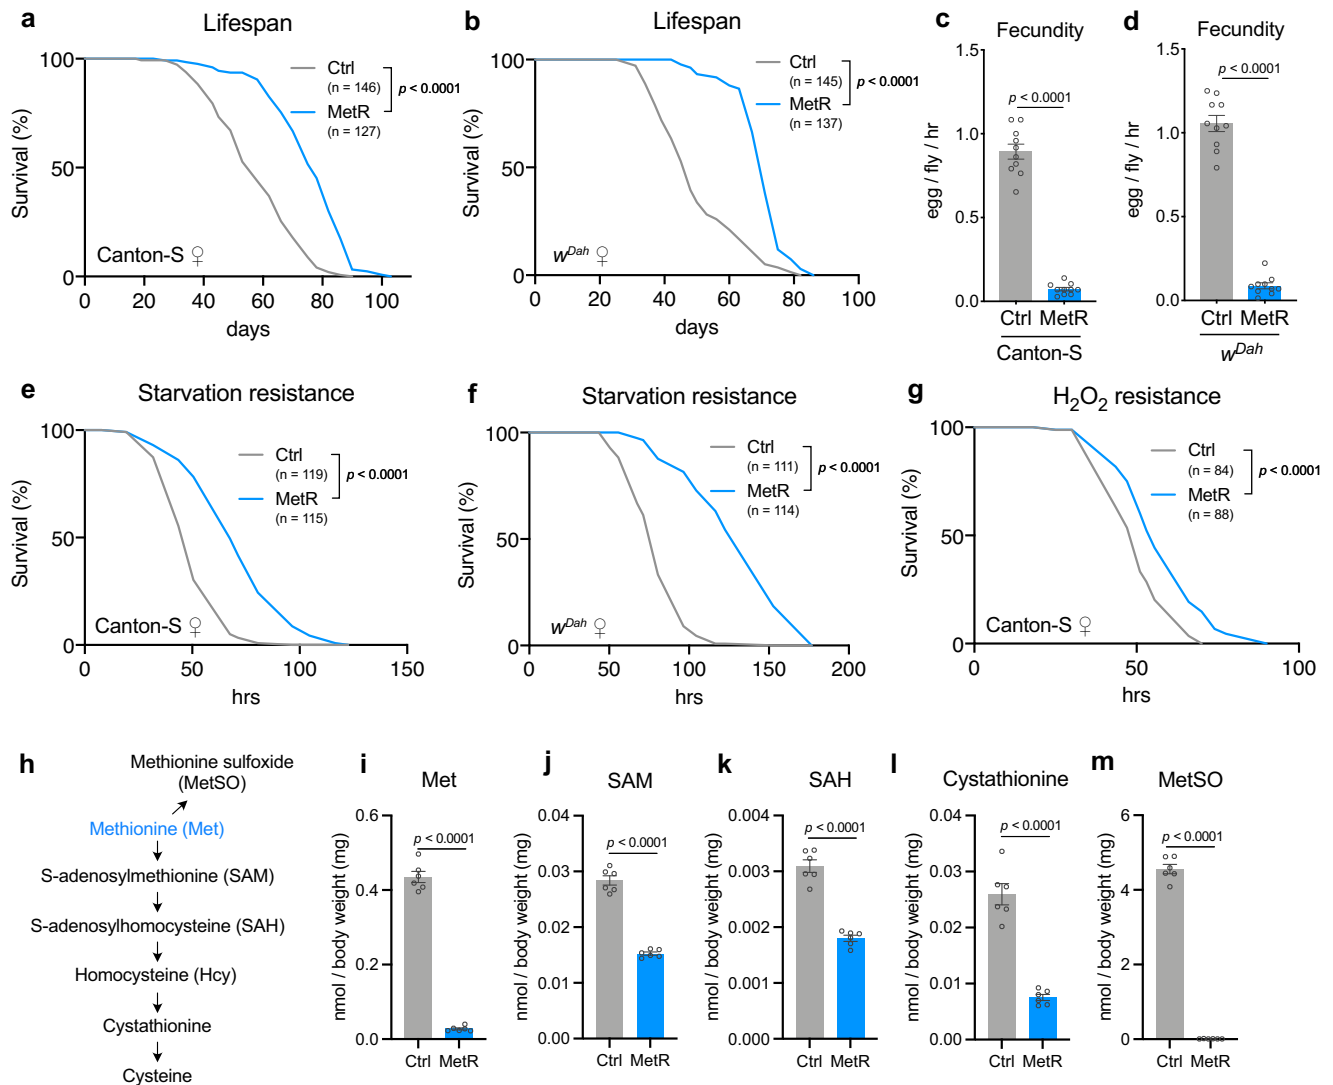 a
Lifespan
100
50
0
Survival (%)
Ctrl
(n = 146)
MetR
(n = 127)
p < 0.0001
Canton-S ♀
0 20 40 60 80 100
days
b
Lifespan
100
50
0
Survival (%)
Ctrl
(n = 145)
MetR
(n = 137)
p < 0.0001
wDah ♀
0 20 40 60 80 100
days
c
Fecundity
1.5
1.0
0.5
0.0
egg / fly / hr
p < 0.0001
Ctrl MetR
Canton-S
d
Fecundity
1.5
1.0
0.5
0.0
egg / fly / hr
p < 0.0001
Ctrl MetR
wDah
e
Starvation resistance
100
50
0
Survival (%)
Ctrl
(n = 119)
MetR
(n = 115)
p < 0.0001
Canton-S ♀
0 50 100 150
hrs
f
Starvation resistance
100
50
0
Survival (%)
Ctrl
(n = 111)
MetR
(n = 114)
p < 0.0001
wDah ♀
0 50 100 150 200
hrs
g
H2O2 resistance
100
50
0
Survival (%)
Ctrl
(n = 84)
MetR
(n = 88)
p < 0.0001
Canton-S ♀
0 50 100
hrs
h
Methionine sulfoxide
(MetSO)
Methionine (Met)
S-adenosylmethionine (SAM)
S-adenosylhomocysteine (SAH)
Homocysteine (Hcy)
Cystathionine
Cysteine
i
Met
0.6
0.4
0.2
0.0
nmol / body weight (mg)
p < 0.0001
Ctrl MetR
j
SAM
0.04
0.03
0.02
0.01
0.00
nmol / body weight (mg)
p < 0.0001
Ctrl MetR
k
SAH
0.004
0.003
0.002
0.001
0.000
nmol / body weight (mg)
p < 0.0001
Ctrl MetR
l
Cystathionine
0.04
0.03
0.02
0.01
0.00
nmol / body weight (mg)
p < 0.0001
Ctrl MetR
m
MetSO
6
4
2
0
nmol / body weight (mg)
p < 0.0001
Ctrl MetR